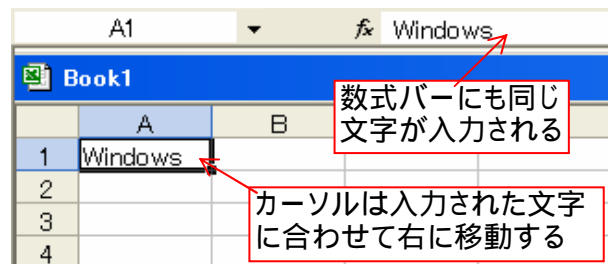 A1 fx Windows
Book1
数式バーにも同じ
文字が入力される
A B
1 Windows
カーソルは入力された文字
に合わせて右に移動する
2
3
4